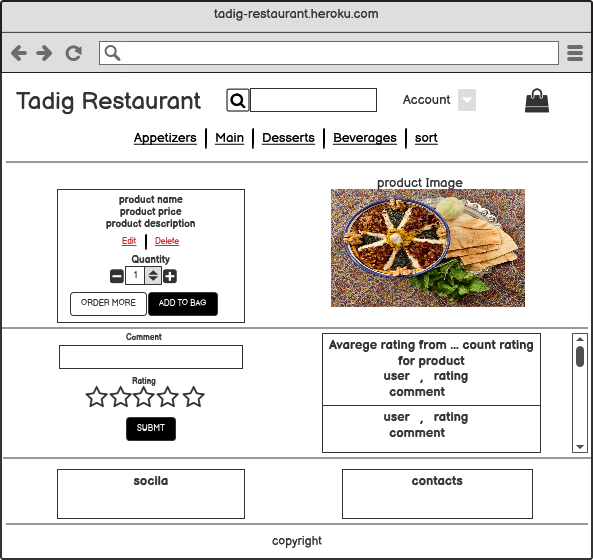 tadig-restaurant.heroku.com
Tadig Restaurant
Account
Appetizers
Main
Desserts
Beverages
sort
product name
product price
product description
Edit
Delete
Quantity
1
ORDER MORE
ADD TO BAG
product Image
Comment
Rating
SUBMT
Avarege rating from ... count rating
for product
user , rating
comment
user , rating
comment
socila
contacts
copyright